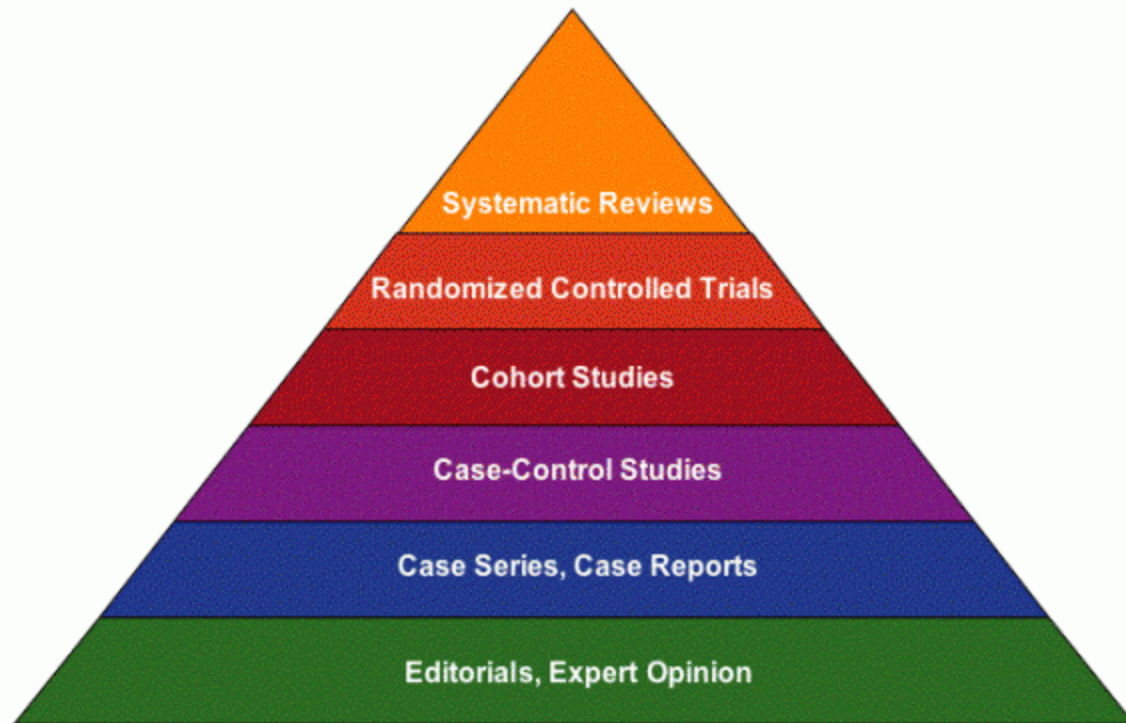 Systematic Reviews
Randomized Controlled Trials
Cohort Studies
Case-Control Studies
Case Series, Case Reports
Editorials, Expert Opinion